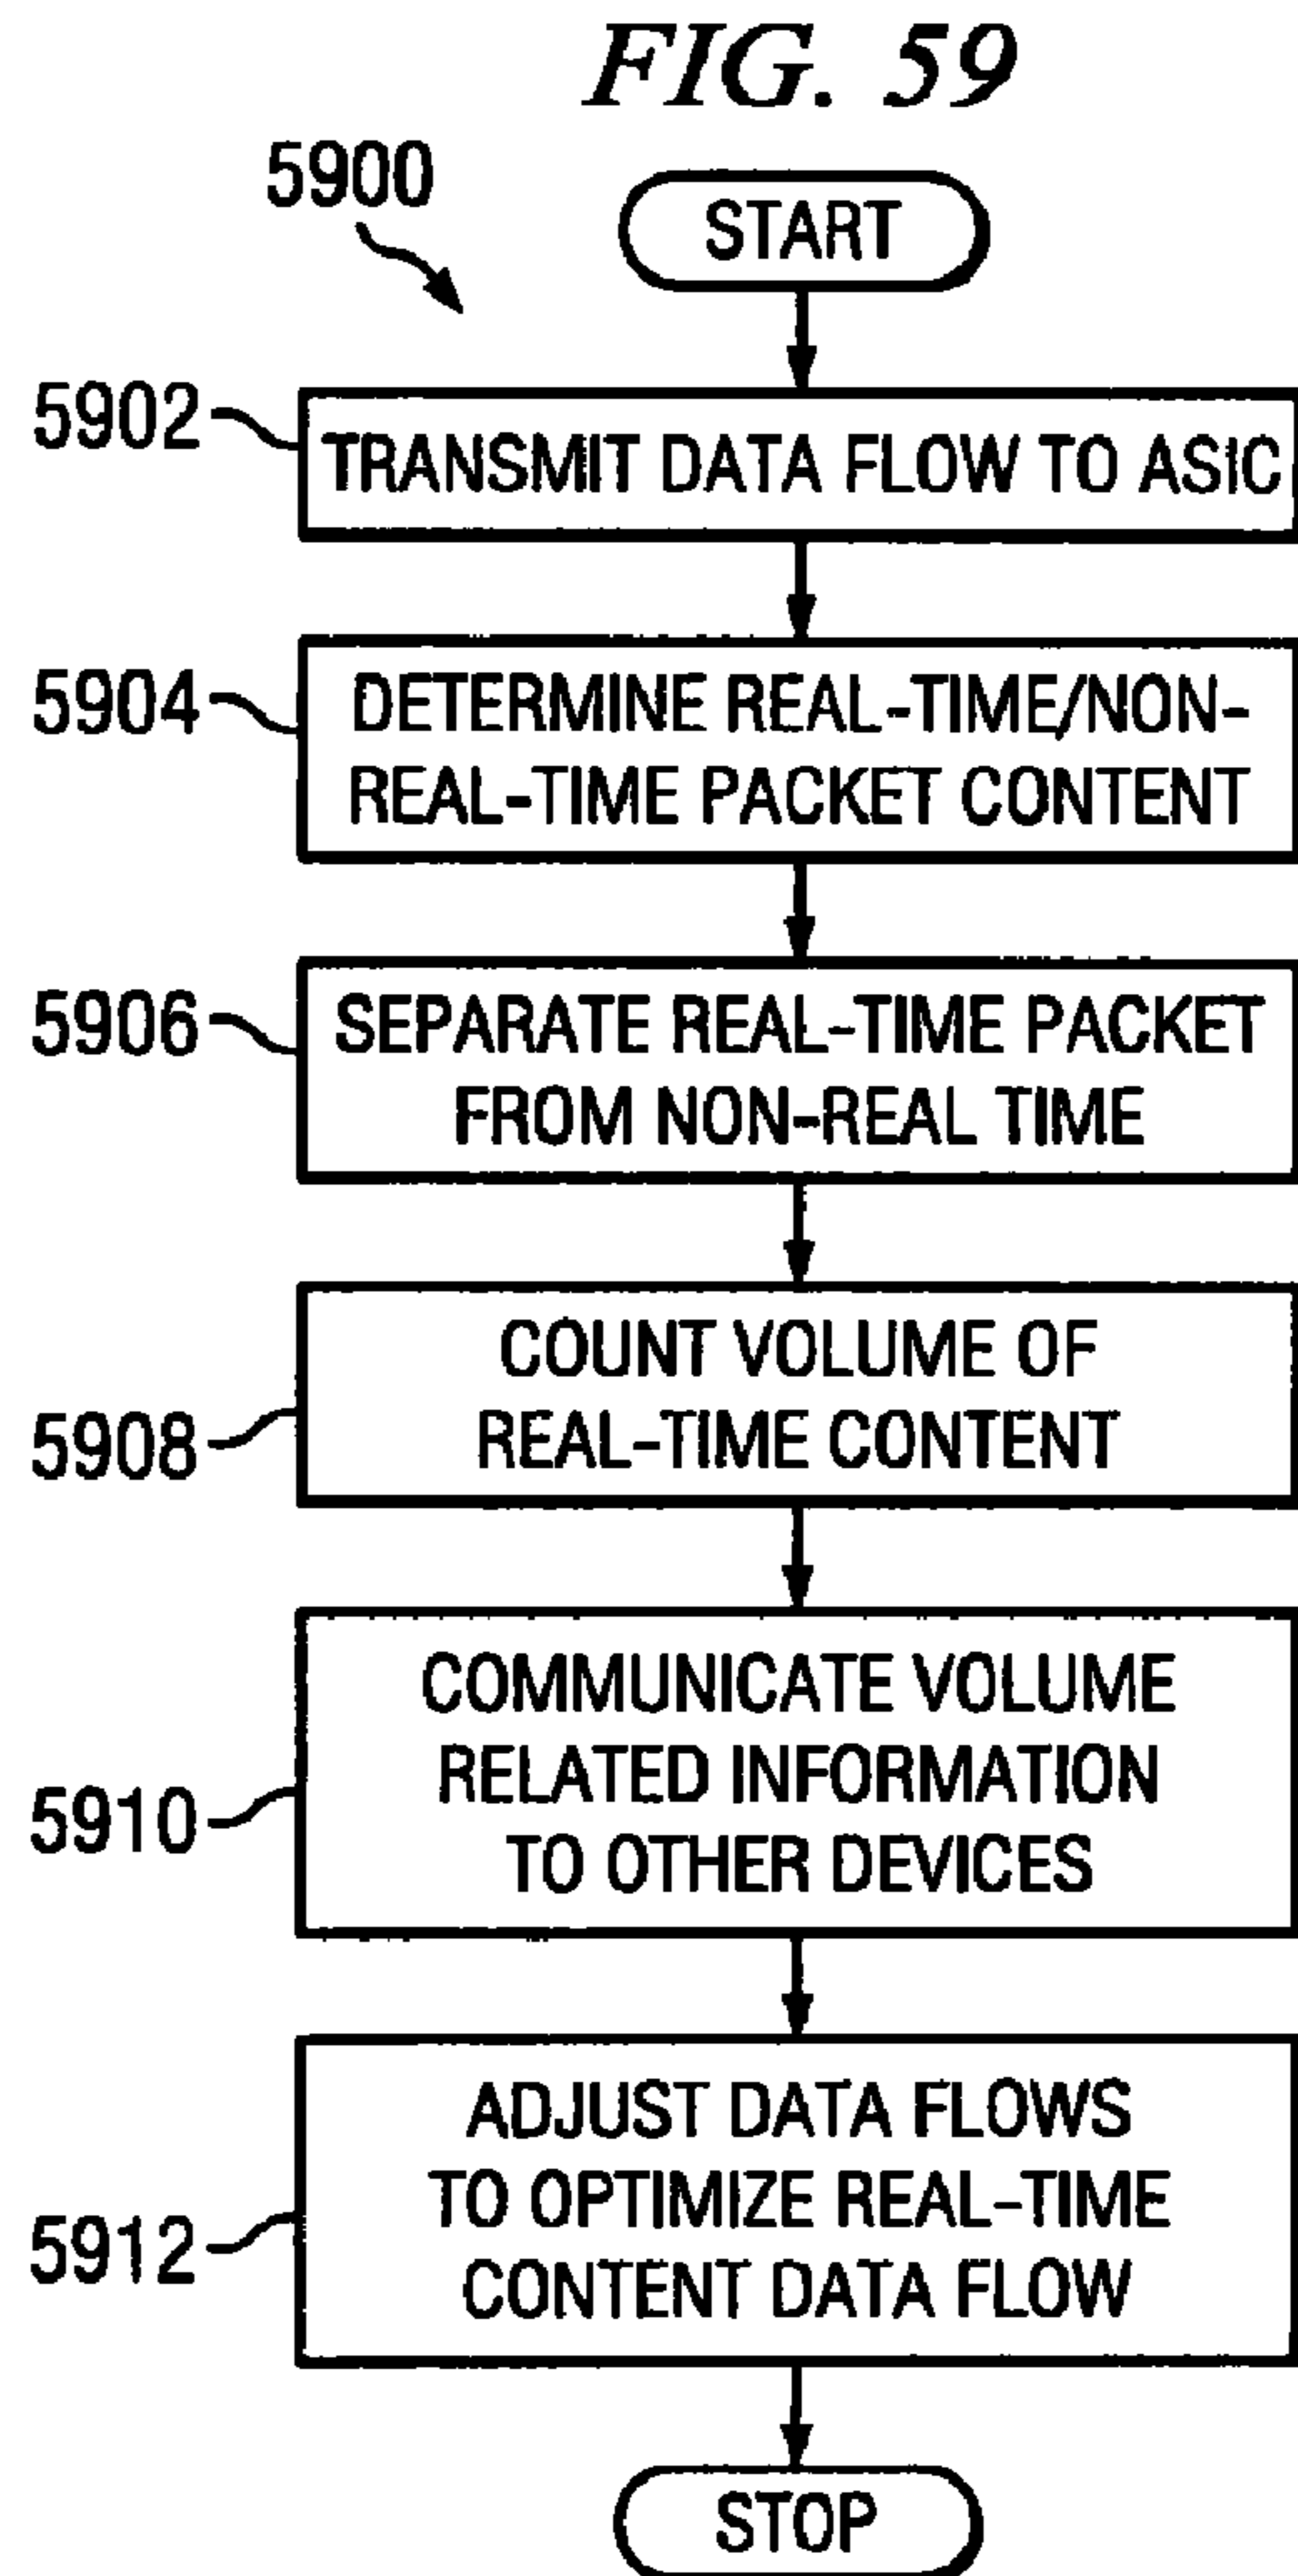 FIG. 59
5900
START
5902
TRANSMIT DATA FLOW TO ASIC
5904
DETERMINE REAL-TIME/NON-
REAL-TIME PACKET CONTENT
5906
SEPARATE REAL-TIME PACKET
FROM NON-REAL TIME
COUNT VOLUME OF
REAL-TIME CONTENT
5908
COMMUNICATE VOLUME
RELATED INFORMATION
TO OTHER DEVICES
5910
ADJUST DATA FLOWS
TO OPTIMIZE REAL-TIME
CONTENT DATA FLOW
5912
STOP